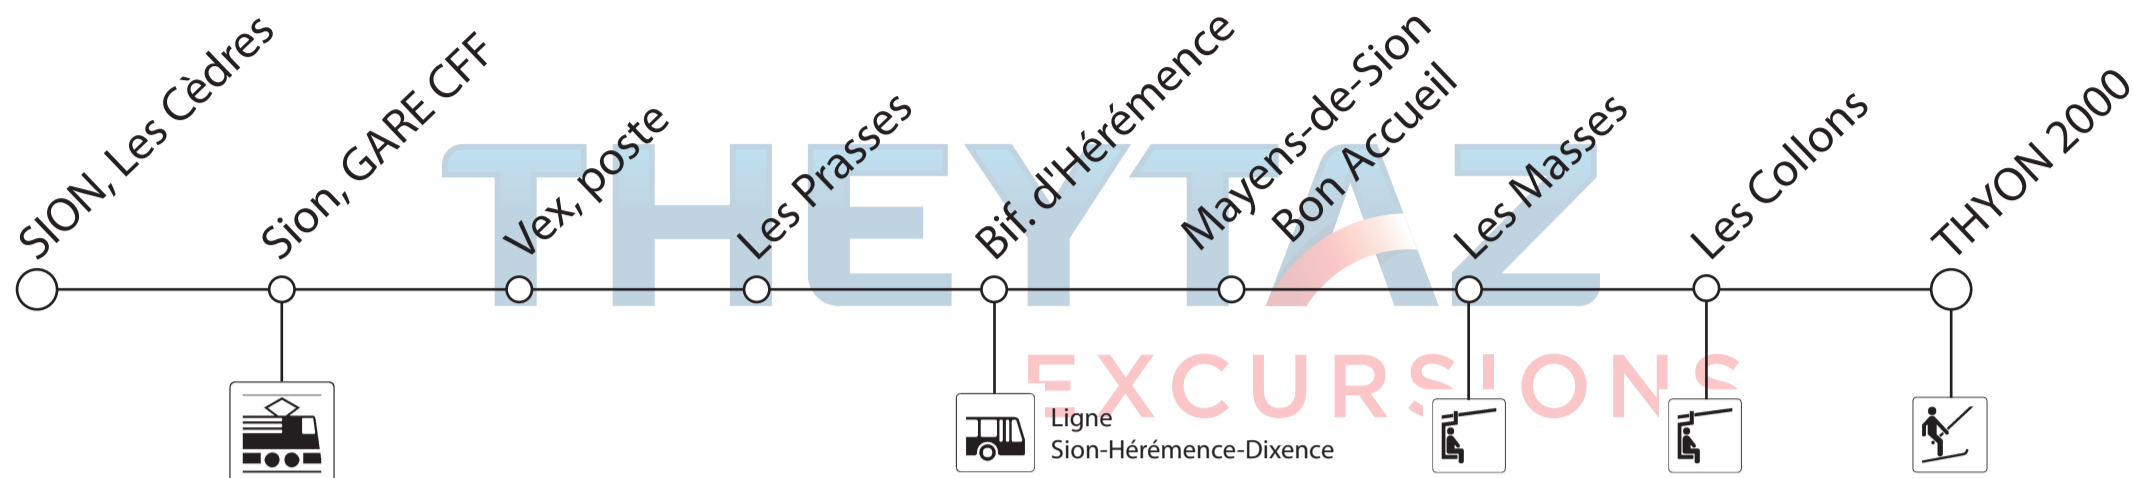 SION, Les Cèdres
Sion, GARE CFF
Vex, poste
Les Prasses
Bif. d'Hérémence
Mayens-de-Sion
Bon Accueil
Les Masses
Les Collons
THYON 2000
THEYTAZ
EXCURSIONS
Ligne
Sion-Hérémence-Dixence